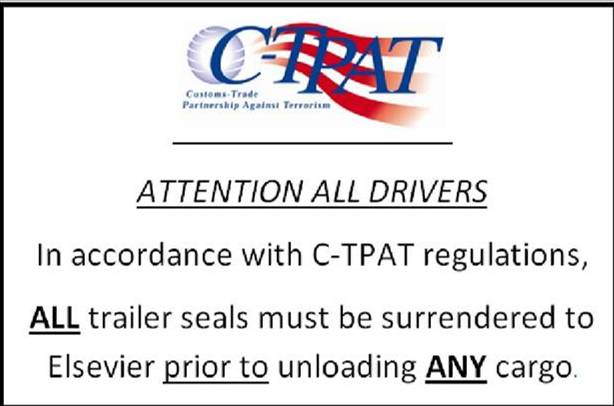 C-TPAT
Customs-Trade
Partnership Against Terrorism
ATTENTION ALL DRIVERS
In accordance with C-TPAT regulations,
ALL trailer seals must be surrendered to
Elsevier prior to unloading ANY cargo.